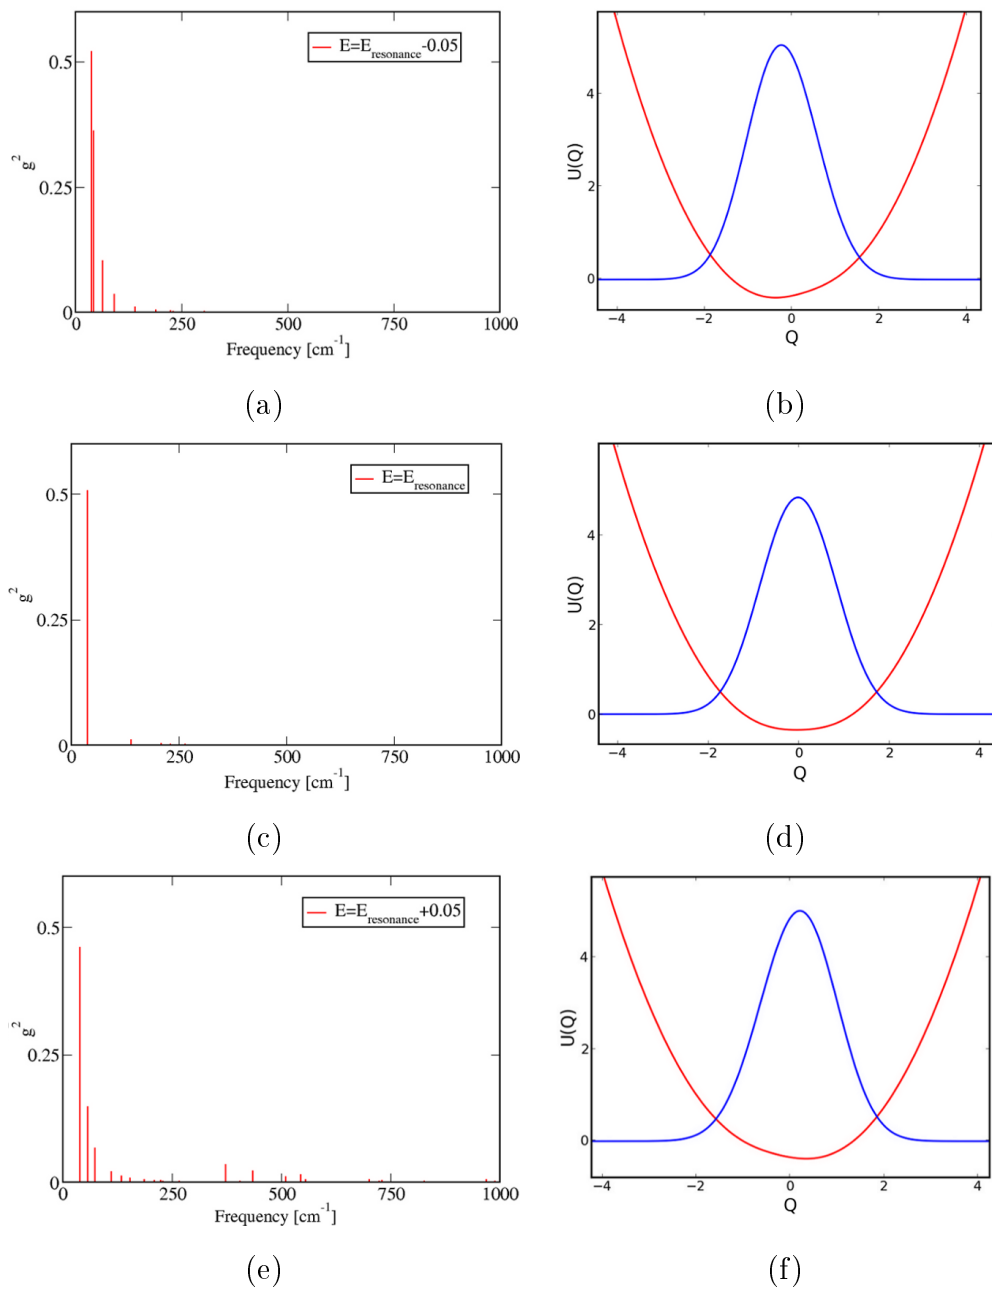 E=E_resonance-0.05
0.5
0.25
0
g²
0 250 500 750 1000
Frequency [cm⁻¹]
(a)
4
2
0
U(Q)
−4 −2 0 2 4
Q
(b)
E=E_resonance
0.5
0.25
0
g²
0 250 500 750 1000
Frequency [cm⁻¹]
(c)
4
2
0
U(Q)
−4 −2 0 2 4
Q
(d)
E=E_resonance+0.05
0.5
0.25
0
g²
0 250 500 750 1000
Frequency [cm⁻¹]
(e)
4
2
0
U(Q)
−4 −2 0 2 4
Q
(f)